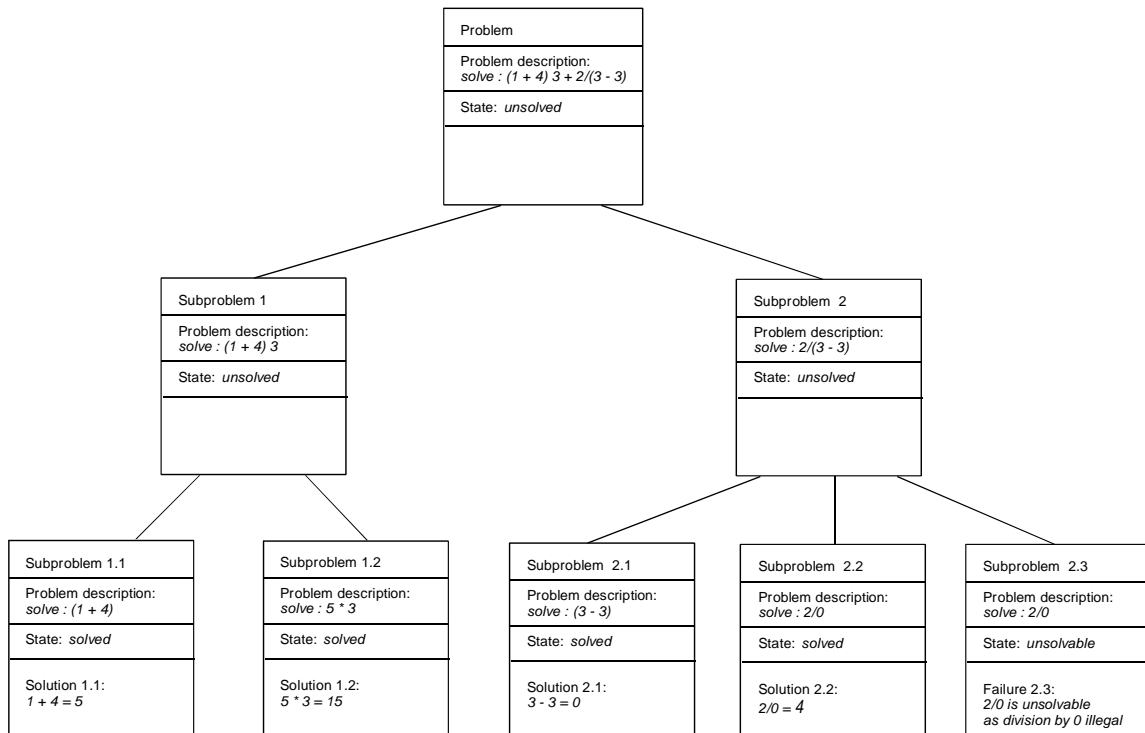 Problem
Problem description:
solve : (1 + 4) 3 + 2/(3 - 3)
State: unsolved
Subproblem 1
Problem description:
solve : (1 + 4) 3
State: unsolved
Subproblem 2
Problem description:
solve : 2/(3 - 3)
State: unsolved
Subproblem 1.1
Problem description:
solve : (1 + 4)
State: solved
Solution 1.1:
1 + 4 = 5
Subproblem 1.2
Problem description:
solve : 5 * 3
State: solved
Solution 1.2:
5 * 3 = 15
Subproblem 2.1
Problem description:
solve : (3 - 3)
State: solved
Solution 2.1:
3 - 3 = 0
Subproblem 2.2
Problem description:
solve : 2/0
State: solved
Solution 2.2:
2/0 = 4
Subproblem 2.3
Problem description:
solve : 2/0
State: unsolvable
Failure 2.3:
2/0 is unsolvable
as division by 0 illegal